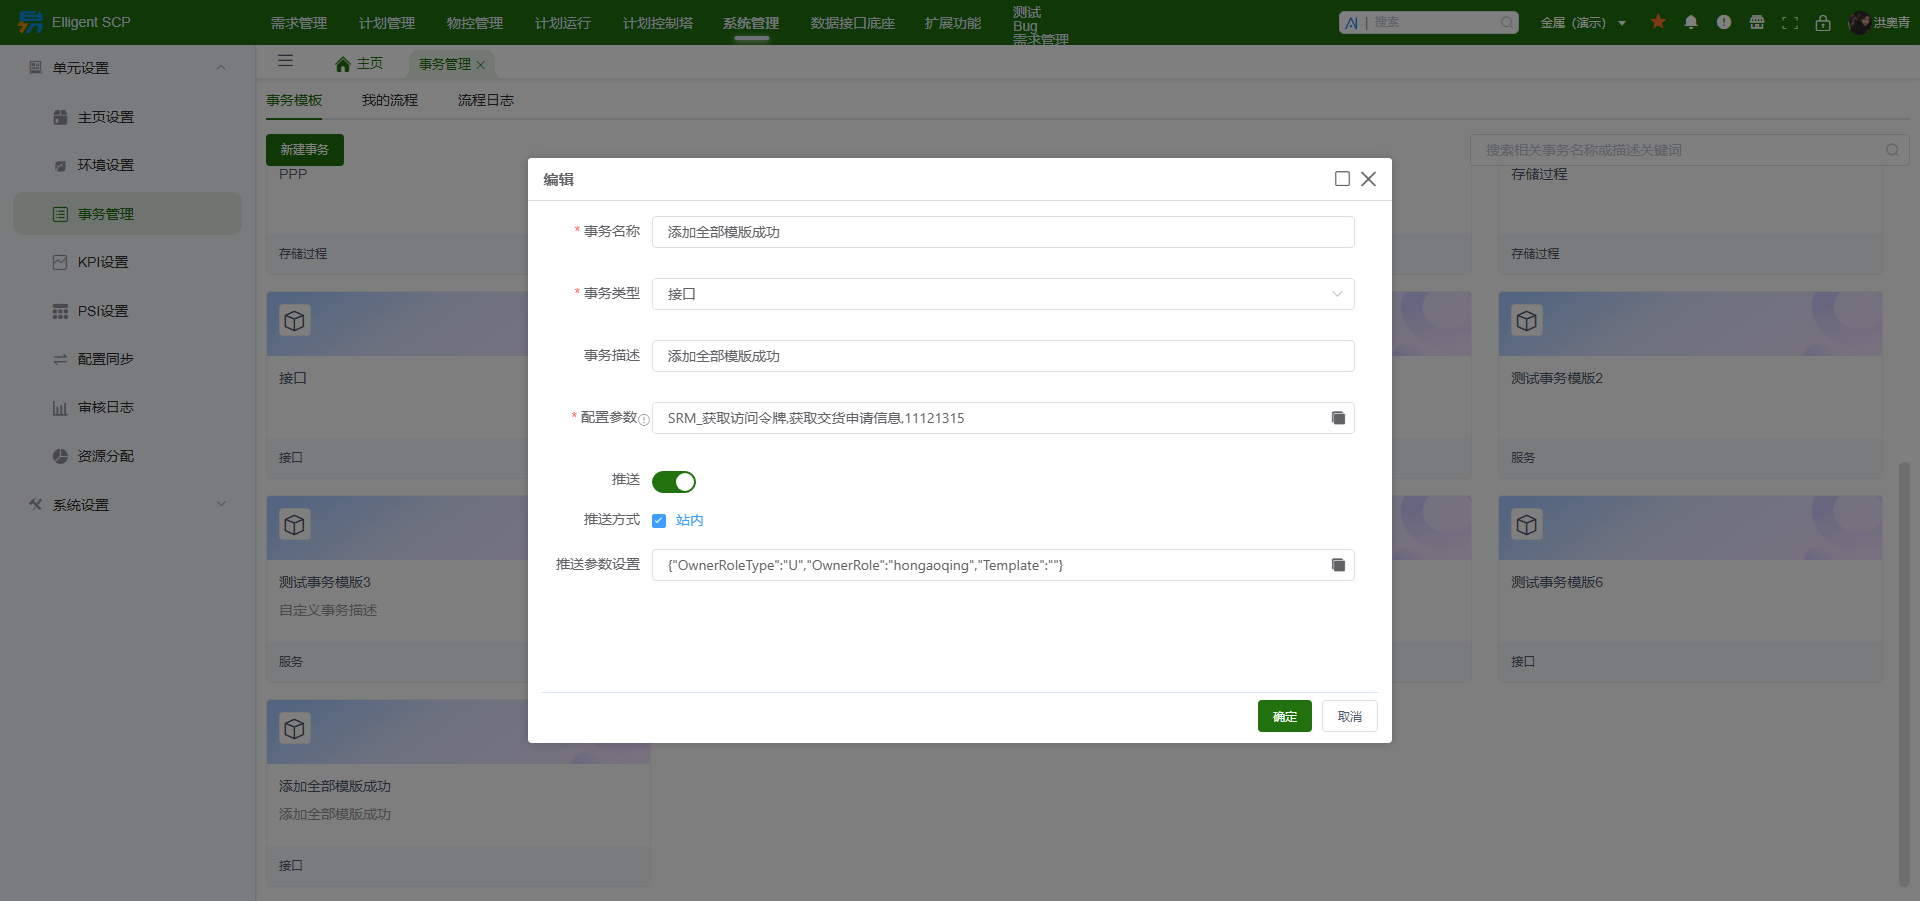 Elligent SCP
需求管理
计划管理
物控管理
计划运行
计划控制塔
系统管理
数据接口底座
扩展功能
测试
Bug
需求管理
AI | 搜索
金属（演示）
洪奥青
单元设置
主页设置
环境设置
事务管理
KPI设置
PSI设置
配置同步
审核日志
资源分配
系统设置
主页
事务管理
事务模板
我的流程
流程日志
新建事务
搜索相关事务名称或描述关键词
PPP
存储过程
存储过程
存储过程
接口
接口
测试事务模版2
服务
测试事务模版3
自定义事务描述
服务
测试事务模版6
接口
添加全部模版成功
添加全部模版成功
接口
编辑
* 事务名称
添加全部模版成功
* 事务类型
接口
事务描述
添加全部模版成功
* 配置参数
SRM_获取访问令牌,获取交货申请信息,11121315
推送
推送方式
站内
推送参数设置
{"OwnerRoleType":"U","OwnerRole":"hongaoqing","Template":""}
确定
取消